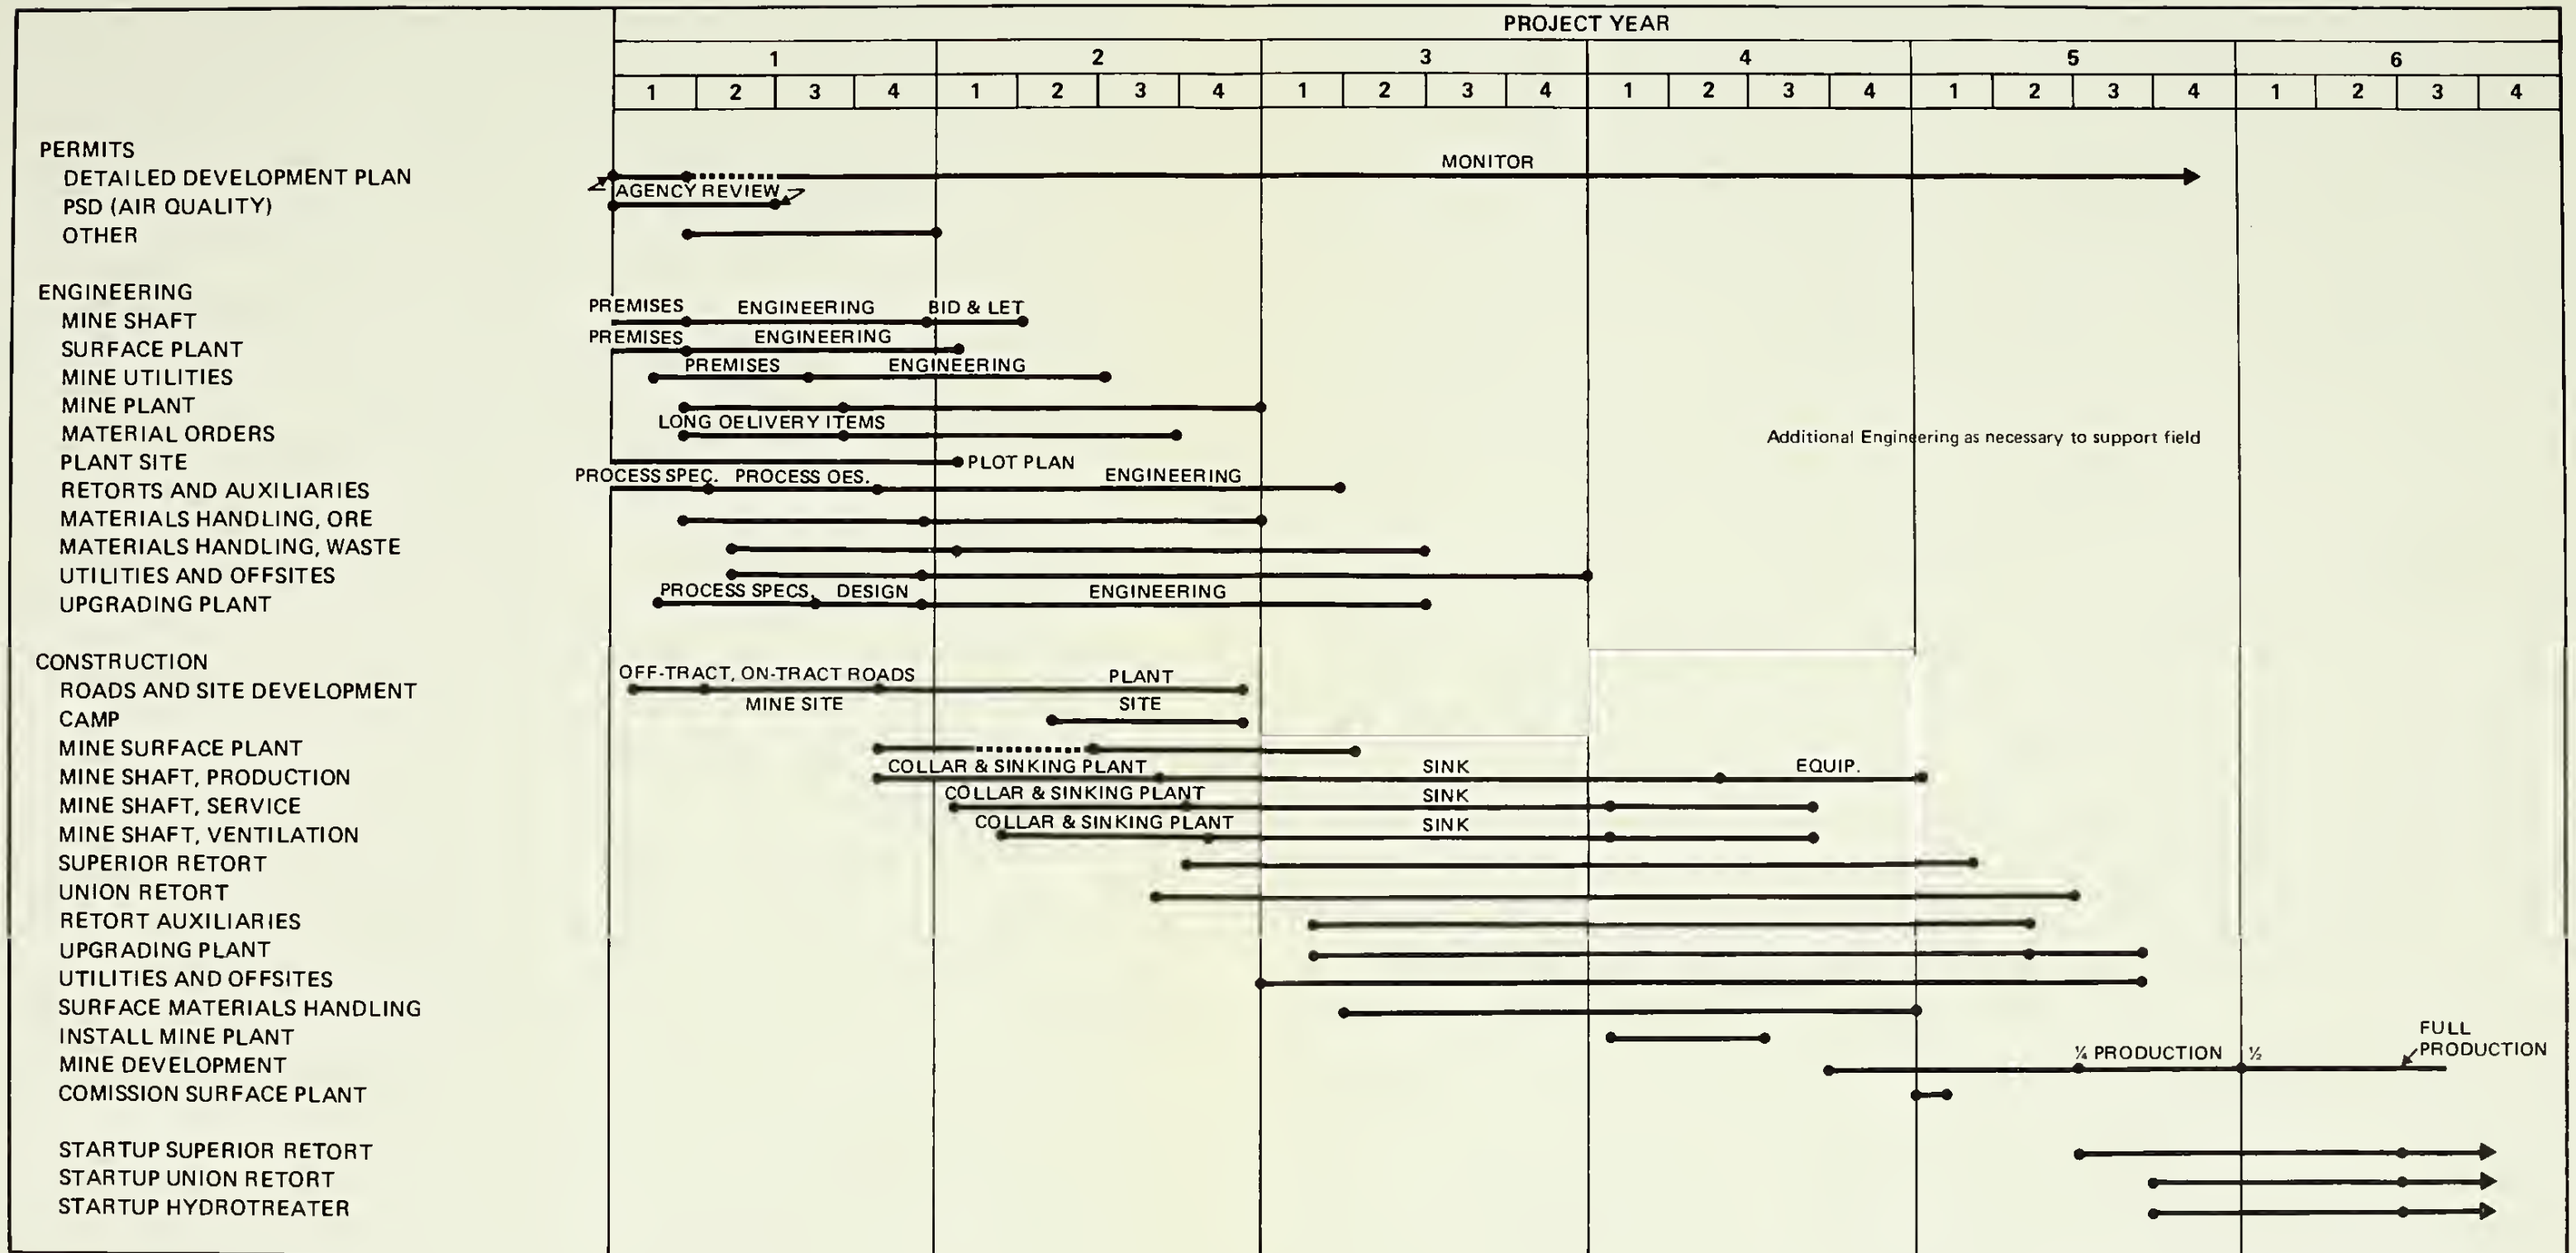 PROJECT YEAR
1 2 3 4 5 6
1 2 3 4 1 2 3 4 1 2 3 4 1 2 3 4 1 2 3 4 1 2 3 4
PERMITS
MONITOR
DETAILED DEVELOPMENT PLAN
AGENCY REVIEW
PSD (AIR QUALITY)
OTHER
ENGINEERING
PREMISES ENGINEERING BID & LET
MINE SHAFT
PREMISES ENGINEERING
SURFACE PLANT
PREMISES ENGINEERING
MINE UTILITIES
MINE PLANT
LONG OELIVERY ITEMS
MATERIAL ORDERS
Additional Engineering as necessary to support field
PLANT SITE PLOT PLAN
PROCESS SPEC. PROCESS OES. ENGINEERING
RETORTS AND AUXILIARIES
MATERIALS HANDLING, ORE
MATERIALS HANDLING, WASTE
UTILITIES AND OFFSITES
PROCESS SPECS, DESIGN ENGINEERING
UPGRADING PLANT
CONSTRUCTION
OFF-TRACT, ON-TRACT ROADS PLANT
ROADS AND SITE DEVELOPMENT
MINE SITE SITE
CAMP
MINE SURFACE PLANT
COLLAR & SINKING PLANT SINK EQUIP.
MINE SHAFT, PRODUCTION
COLLAR & SINKING PLANT SINK
MINE SHAFT, SERVICE
COLLAR & SINKING PLANT SINK
MINE SHAFT, VENTILATION
SUPERIOR RETORT
UNION RETORT
RETORT AUXILIARIES
UPGRADING PLANT
UTILITIES AND OFFSITES
SURFACE MATERIALS HANDLING
INSTALL MINE PLANT
FULL
¼ PRODUCTION ½ PRODUCTION
MINE DEVELOPMENT
COMISSION SURFACE PLANT
STARTUP SUPERIOR RETORT
STARTUP UNION RETORT
STARTUP HYDROTREATER